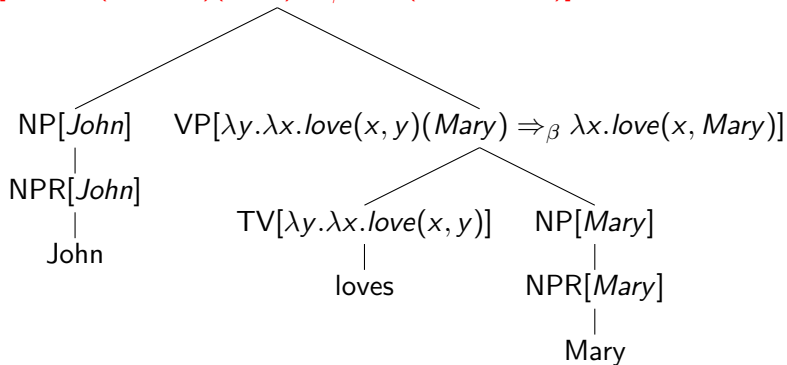 NP[John] VP[λy.λx.love(x, y)(Mary) ⇒β λx.love(x, Mary)]
NPR[John]
TV[λy.λx.love(x, y)] NP[Mary]
John
loves NPR[Mary]
Mary